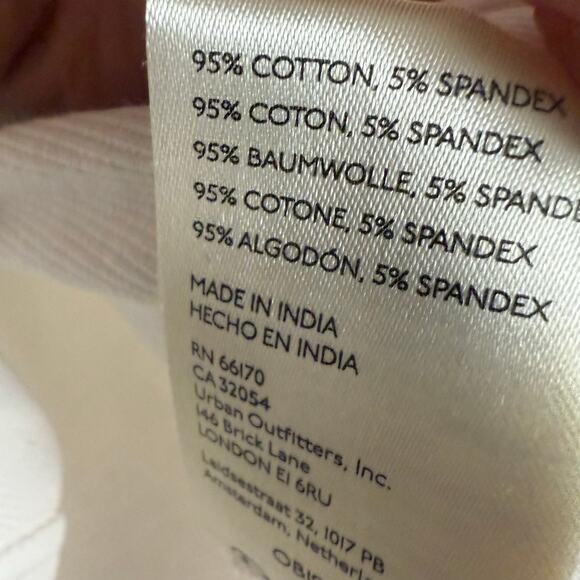 95% COTTON, 5% SPANDEX
95% COTON, 5% SPANDEX
95% BAUMWOLLE, 5% SPANDE
95% COTONE, 5% SPANDEX
95% ALGODÓN, 5% SPANDEX
MADE IN INDIA
HECHO EN INDIA
RN 66170
CA 32054
Urban Outfitters, Inc.
146 Brick Lane
LONDON E1 6RU
Leidsestraat 32, 1017 PB
Amsterdam, Netherl